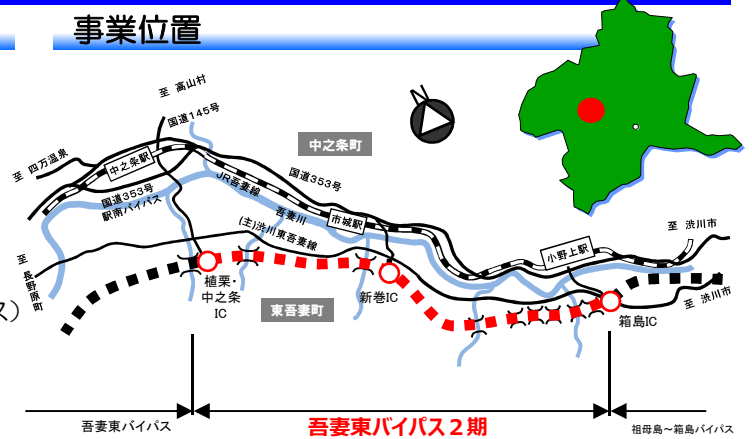 事業位置
至 高山村
国道145号
中之条町
至 四万温泉
中之条駅
国道353号
JR吾妻線
国道353号
駅南バイパス
吾妻川
市城駅
(主)渋川東吾妻線
小野上駅
至 渋川市
至 長野原町
植栗・
中之条
IC
新巻IC
東吾妻町
箱島IC
至 渋川市
ス)
吾妻東バイパス
吾妻東バイパス２期
祖母島～箱島バイパス